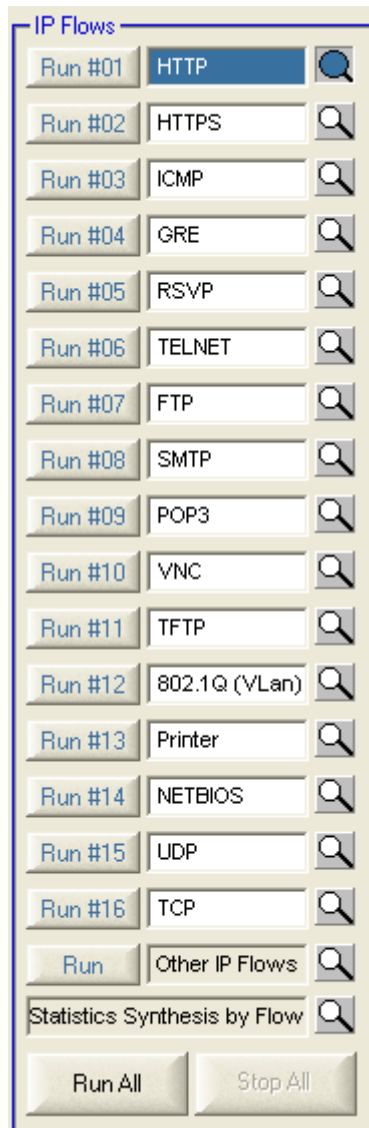 IP Flows
Run #01 HTTP
Run #02 HTTPS
Run #03 ICMP
Run #04 GRE
Run #05 RSVP
Run #06 TELNET
Run #07 FTP
Run #08 SMTP
Run #09 POP3
Run #10 VNC
Run #11 TFTP
Run #12 802.1Q (VLan)
Run #13 Printer
Run #14 NETBIOS
Run #15 UDP
Run #16 TCP
Run Other IP Flows
Statistics Synthesis by Flow
Run All Stop All